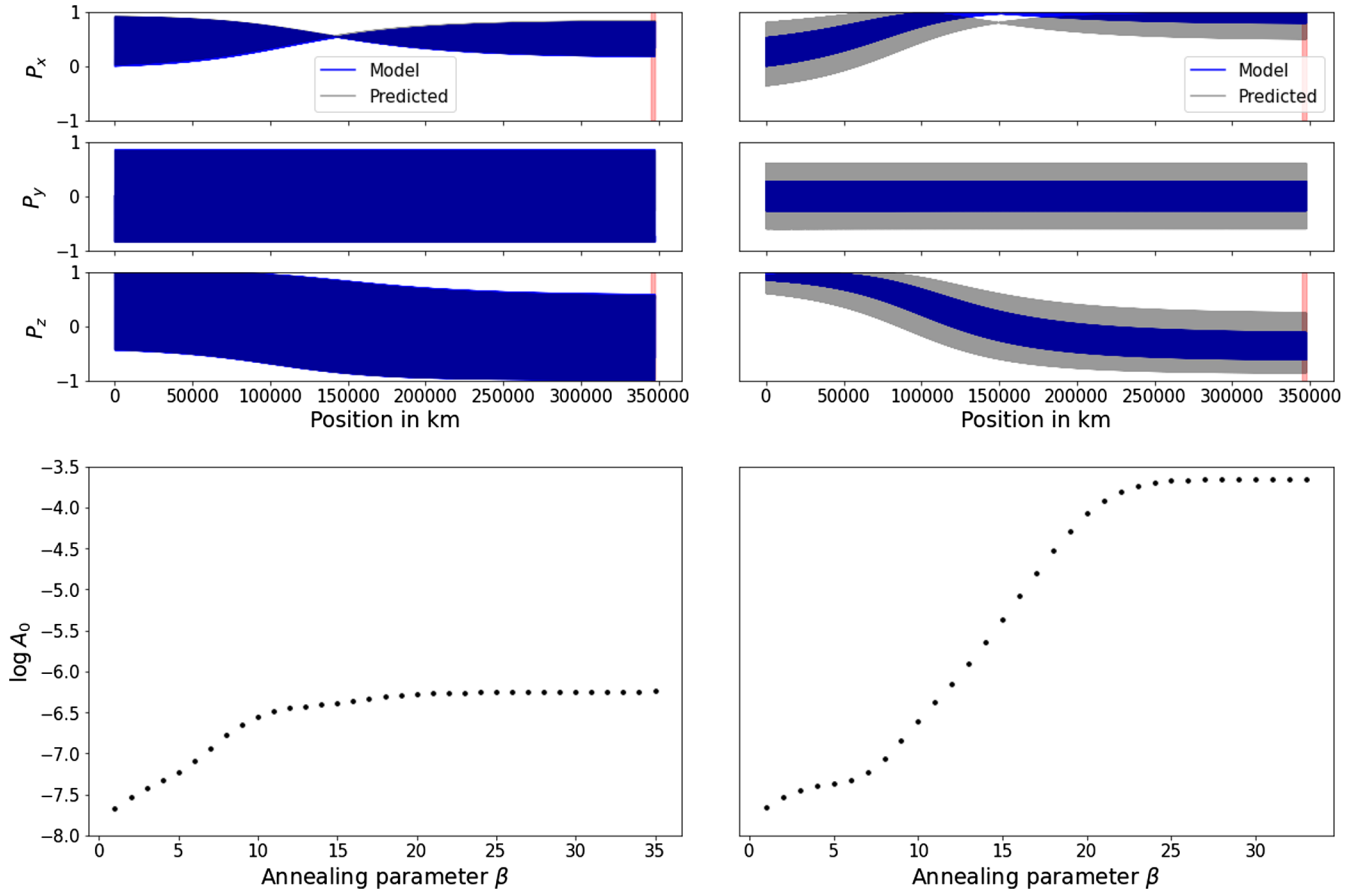 1
0
−1
P_x
Model
Predicted
Model
Predicted
1
0
−1
P_y
1
0
−1
P_z
0 50000 100000 150000 200000 250000 300000 350000
0 50000 100000 150000 200000 250000 300000 350000
Position in km
Position in km
−3.5
−4.0
−4.5
−5.0
−5.5
−6.0
−6.5
−7.0
−7.5
−8.0
log A_0
0 5 10 15 20 25 30 35
0 5 10 15 20 25 30
Annealing parameter β
Annealing parameter β